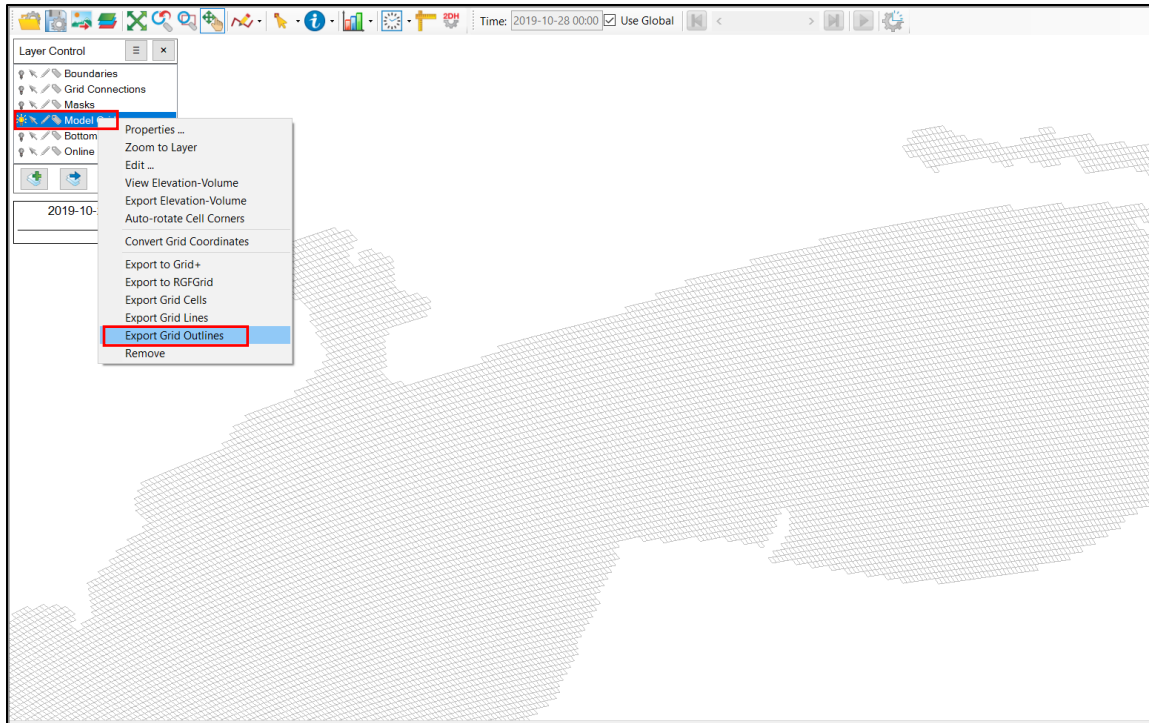 2DH
Time: 2019-10-28 00:00 Use Global
Layer Control
Boundaries
Grid Connections
Masks
Model
Bottom
Online
2019-10-
Properties ...
Zoom to Layer
Edit ...
View Elevation-Volume
Export Elevation-Volume
Auto-rotate Cell Corners
Convert Grid Coordinates
Export to Grid+
Export to RGFGrid
Export Grid Cells
Export Grid Lines
Export Grid Outlines
Remove